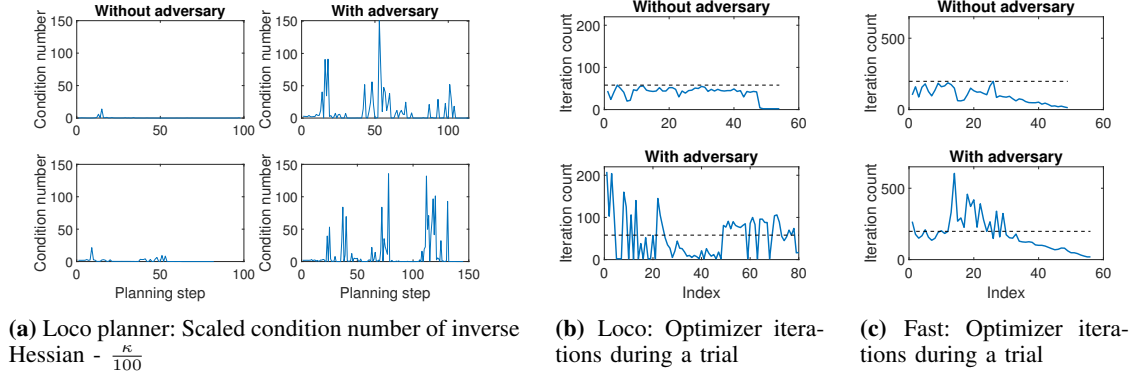 Without adversary
With adversary
Condition number
150
100
50
0
0
50
100
Condition number
150
100
50
0
0
50
100
Condition number
150
100
50
0
0
50
100
Planning step
Condition number
150
100
50
0
0
50
100
150
Planning step
(a) Loco planner: Scaled condition number of inverse
Hessian - κ/100
Without adversary
Iteration count
200
100
0
0
20
40
60
With adversary
Iteration count
200
100
0
0
20
40
60
80
Index
(b) Loco: Optimizer itera-
tions during a trial
Without adversary
Iteration count
500
0
0
20
40
60
With adversary
Iteration count
500
0
0
20
40
60
Index
(c) Fast: Optimizer itera-
tions during a trial